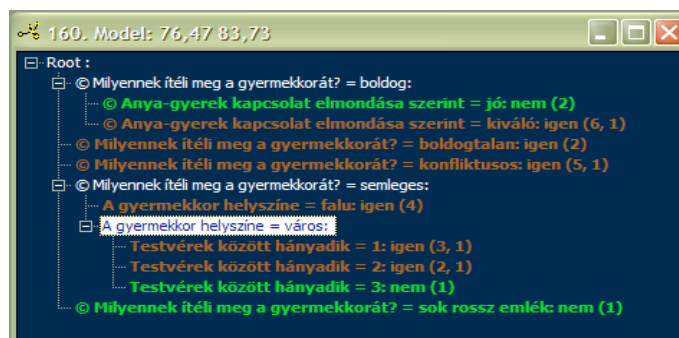 160. Model: 76,47 83,73
Root :
© Milyennek ítéli meg a gyermekkorát? = boldog:
© Anya-gyerek kapcsolat elmondása szerint = jó: nem (2)
© Anya-gyerek kapcsolat elmondása szerint = kiváló: igen (6, 1)
© Milyennek ítéli meg a gyermekkorát? = boldogtalan: igen (2)
© Milyennek ítéli meg a gyermekkorát? = konfliktusos: igen (5, 1)
© Milyennek ítéli meg a gyermekkorát? = semleges:
A gyermekkor helyszíne = falu: igen (4)
A gyermekkor helyszíne = város:
Testvérek között hányadik = 1: igen (3, 1)
Testvérek között hányadik = 2: igen (2, 1)
Testvérek között hányadik = 3: nem (1)
© Milyennek ítéli meg a gyermekkorát? = sok rossz emlék: nem (1)